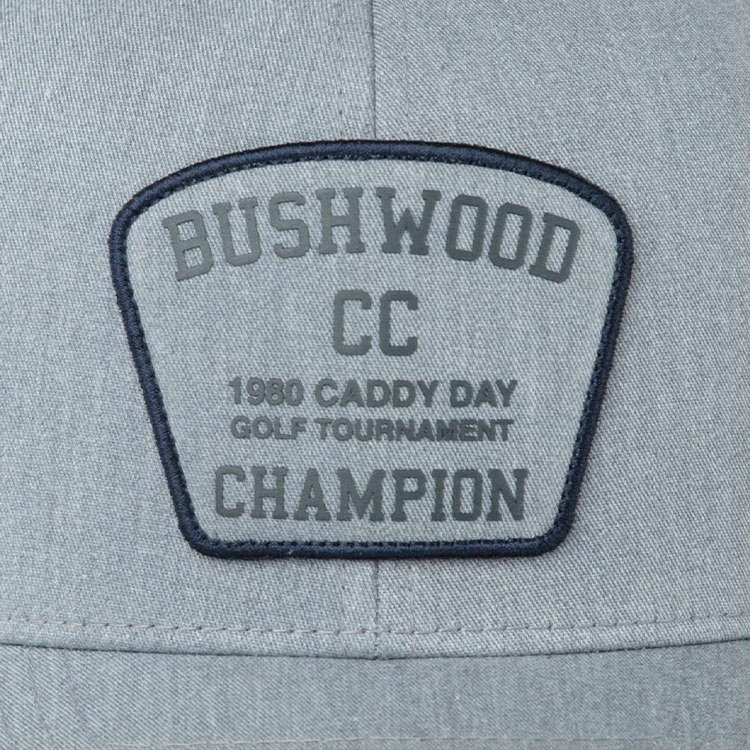 BUSHWOOD
CC
1980 CADDY DAY
GOLF TOURNAMENT
CHAMPION